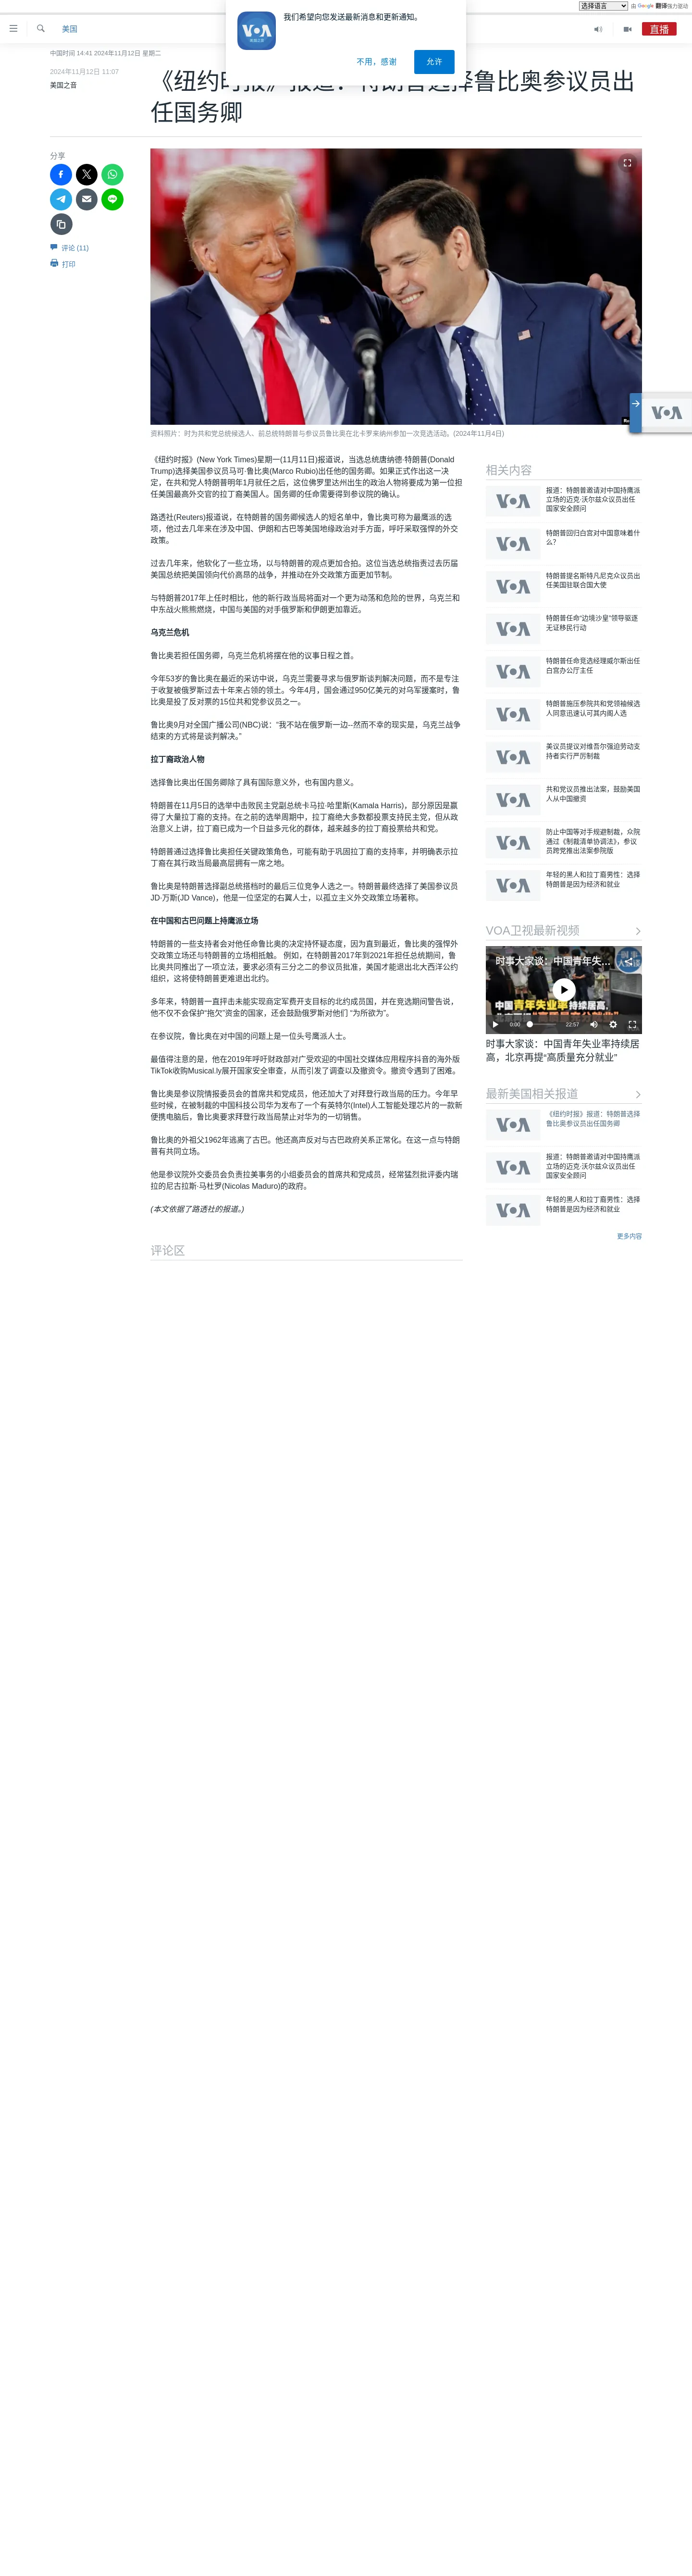 选择语言
由 Google 翻译强力驱动
美国
直播
我们希望向您发送最新消息和更新通知。
不用，感谢
允许
中国时间 14:41 2024年11月12日 星期二
2024年11月12日 11:07
美国之音
《纽约时报》报道：特朗普选择鲁比奥参议员出
任国务卿
分享
评论 (11)
打印
资料照片：时为共和党总统候选人、前总统特朗普与参议员鲁比奥在北卡罗来纳州参加一次竞选活动。(2024年11月4日)
《纽约时报》(New York Times)星期一(11月11日)报道说，当选总统唐纳德·特朗普(Donald
Trump)选择美国参议员马可·鲁比奥(Marco Rubio)出任他的国务卿。如果正式作出这一决
定，在共和党人特朗普明年1月就任之后，这位佛罗里达州出生的政治人物将要成为第一位担
任美国最高外交官的拉丁裔美国人。国务卿的任命需要得到参议院的确认。
路透社(Reuters)报道说，在特朗普的国务卿候选人的短名单中，鲁比奥可称为最鹰派的选
项，他过去几年来在涉及中国、伊朗和古巴等美国地缘政治对手方面，呼吁采取强悍的外交
政策。
过去几年来，他软化了一些立场，以与特朗普的观点更加合拍。这位当选总统指责过去历届
美国总统把美国领向代价高昂的战争，并推动在外交政策方面更加节制。
与特朗普2017年上任时相比，他的新行政当局将面对一个更为动荡和危险的世界，乌克兰和
中东战火熊熊燃烧，中国与美国的对手俄罗斯和伊朗更加靠近。
乌克兰危机
鲁比奥若担任国务卿，乌克兰危机将摆在他的议事日程之首。
今年53岁的鲁比奥在最近的采访中说，乌克兰需要寻求与俄罗斯谈判解决问题，而不是专注
于收复被俄罗斯过去十年来占领的领土。今年4月，国会通过950亿美元的对乌军援案时，鲁
比奥是投了反对票的15位共和党参议员之一。
鲁比奥9月对全国广播公司(NBC)说：“我不站在俄罗斯一边--然而不幸的现实是，乌克兰战争
结束的方式将是谈判解决。”
拉丁裔政治人物
选择鲁比奥出任国务卿除了具有国际意义外，也有国内意义。
特朗普在11月5日的选举中击败民主党副总统卡马拉·哈里斯(Kamala Harris)，部分原因是赢
得了大量拉丁裔的支持。在之前的选举周期中，拉丁裔绝大多数都投票支持民主党，但从政
治意义上讲，拉丁裔已成为一个日益多元化的群体，越来越多的拉丁裔投票给共和党。
特朗普通过选择鲁比奥担任关键政策角色，可能有助于巩固拉丁裔的支持率，并明确表示拉
丁裔在其行政当局最高层拥有一席之地。
鲁比奥是特朗普选择副总统搭档时的最后三位竞争人选之一。特朗普最终选择了美国参议员
JD·万斯(JD Vance)，他是一位坚定的右翼人士，以孤立主义外交政策立场著称。
在中国和古巴问题上持鹰派立场
特朗普的一些支持者会对他任命鲁比奥的决定持怀疑态度，因为直到最近，鲁比奥的强悍外
交政策立场还与特朗普的立场相抵触。 例如，在特朗普2017年到2021年担任总统期间，鲁
比奥共同推出了一项立法，要求必须有三分之二的参议员批准，美国才能退出北大西洋公约
组织，这将使特朗普更难退出北约。
多年来，特朗普一直抨击未能实现商定军费开支目标的北约成员国，并在竞选期间警告说，
他不仅不会保护“拖欠”资金的国家，还会鼓励俄罗斯对他们 “为所欲为”。
在参议院，鲁比奥在对中国的问题上是一位头号鹰派人士。
最值得注意的是，他在2019年呼吁财政部对广受欢迎的中国社交媒体应用程序抖音的海外版
TikTok收购Musical.ly展开国家安全审查，从而引发了调查以及撤资令。撤资令遇到了困难。
鲁比奥是参议院情报委员会的首席共和党成员，他还加大了对拜登行政当局的压力。今年早
些时候，在被制裁的中国科技公司华为发布了一个有英特尔(Intel)人工智能处理芯片的一款新
便携电脑后，鲁比奥要求拜登行政当局禁止对华为的一切销售。
鲁比奥的外祖父1962年逃离了古巴。他还高声反对与古巴政府关系正常化。在这一点与特朗
普有共同立场。
他是参议院外交委员会负责拉美事务的小组委员会的首席共和党成员，经常猛烈批评委内瑞
拉的尼古拉斯·马杜罗(Nicolas Maduro)的政府。
(本文依据了路透社的报道。)
评论区
相关内容
报道：特朗普邀请对中国持鹰派
立场的迈克·沃尔兹众议员出任
国家安全顾问
特朗普回归白宫对中国意味着什
么？
特朗普提名斯特凡尼克众议员出
任美国驻联合国大使
特朗普任命“边境沙皇”领导驱逐
无证移民行动
特朗普任命竞选经理威尔斯出任
白宫办公厅主任
特朗普施压参院共和党领袖候选
人同意迅速认可其内阁人选
美议员提议对维吾尔强迫劳动支
持者实行严厉制裁
共和党议员推出法案，鼓励美国
人从中国撤资
防止中国等对手规避制裁，众院
通过《制裁清单协调法》，参议
员跨党推出法案参院版
年轻的黑人和拉丁裔男性：选择
特朗普是因为经济和就业
VOA卫视最新视频
时事大家谈：中国青年失...
中国青年失业率持续居高，
0:00
22:57
时事大家谈：中国青年失业率持续居
高，北京再提“高质量充分就业”
最新美国相关报道
《纽约时报》报道：特朗普选择
鲁比奥参议员出任国务卿
报道：特朗普邀请对中国持鹰派
立场的迈克·沃尔兹众议员出任
国家安全顾问
年轻的黑人和拉丁裔男性：选择
特朗普是因为经济和就业
更多内容